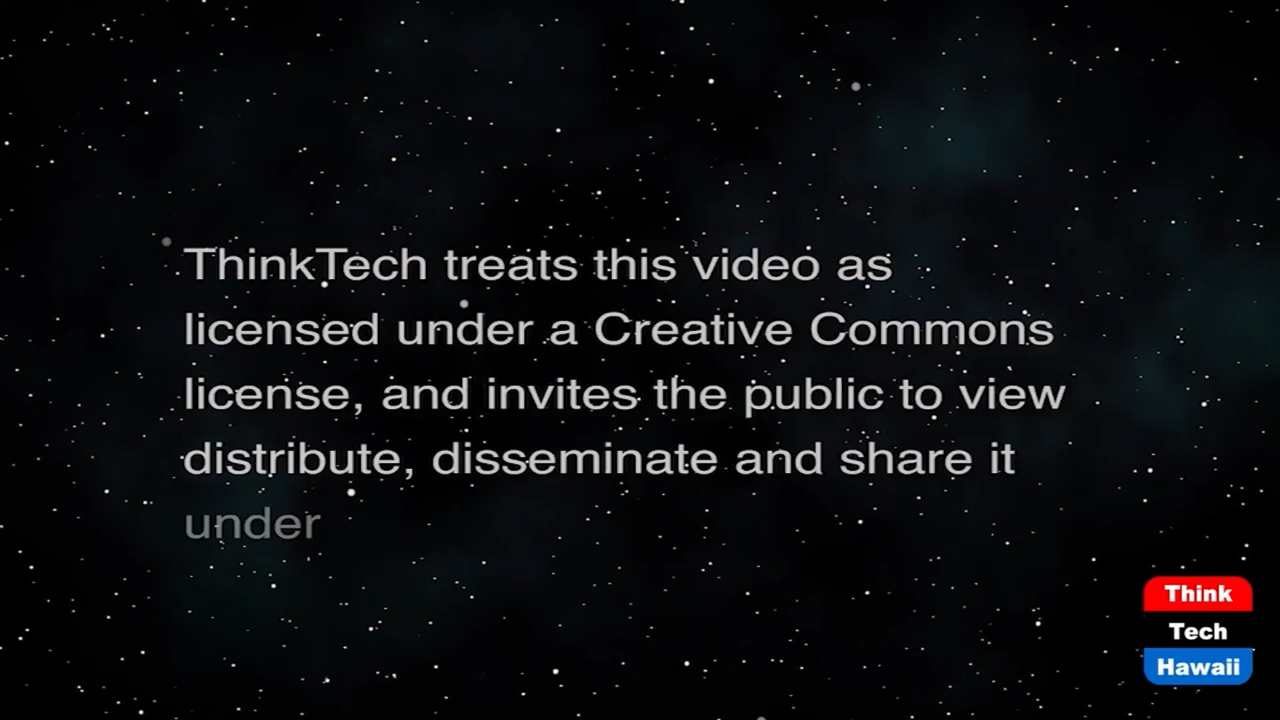 ThinkTech treats this video as
licensed under a Creative Commons
license, and invites the public to view
distribute, disseminate and share it
under
Think
Tech
Hawaii